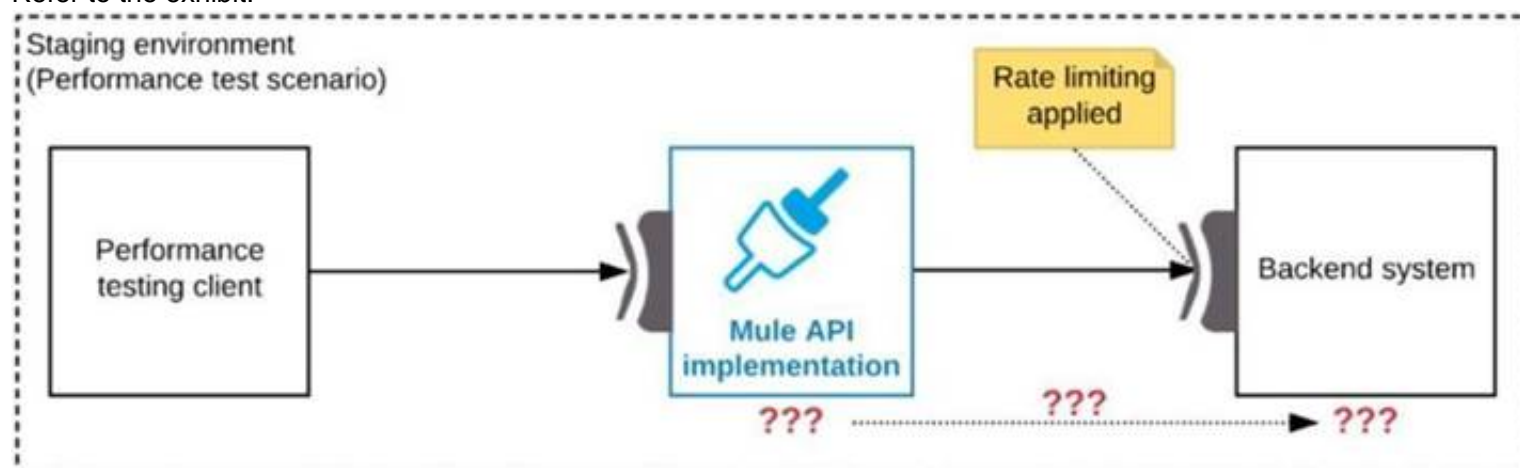 Refer to the exhibit.
Staging environment
(Performance test scenario)
Rate limiting
applied
Performance
testing client
Mule API
implementation
Backend system
???
???
???